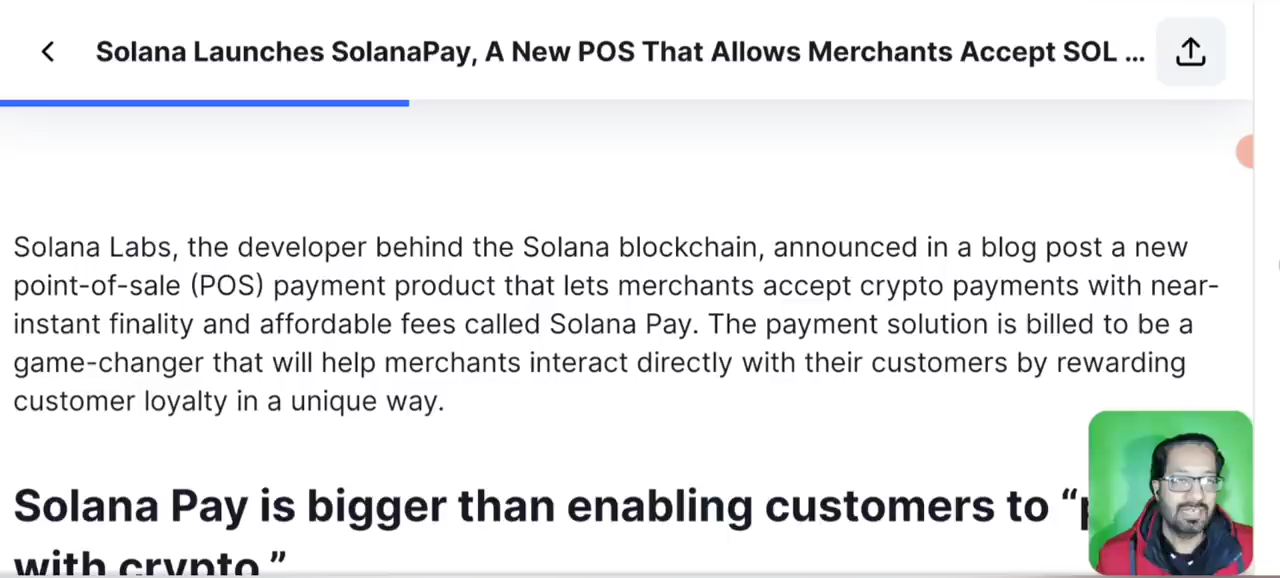 Solana Launches SolanaPay, A New POS That Allows Merchants Accept SOL ...
Solana Labs, the developer behind the Solana blockchain, announced in a blog post a new
point-of-sale (POS) payment product that lets merchants accept crypto payments with near-
instant finality and affordable fees called Solana Pay. The payment solution is billed to be a
game-changer that will help merchants interact directly with their customers by rewarding
customer loyalty in a unique way.
Solana Pay is bigger than enabling customers to “
with crypto.”